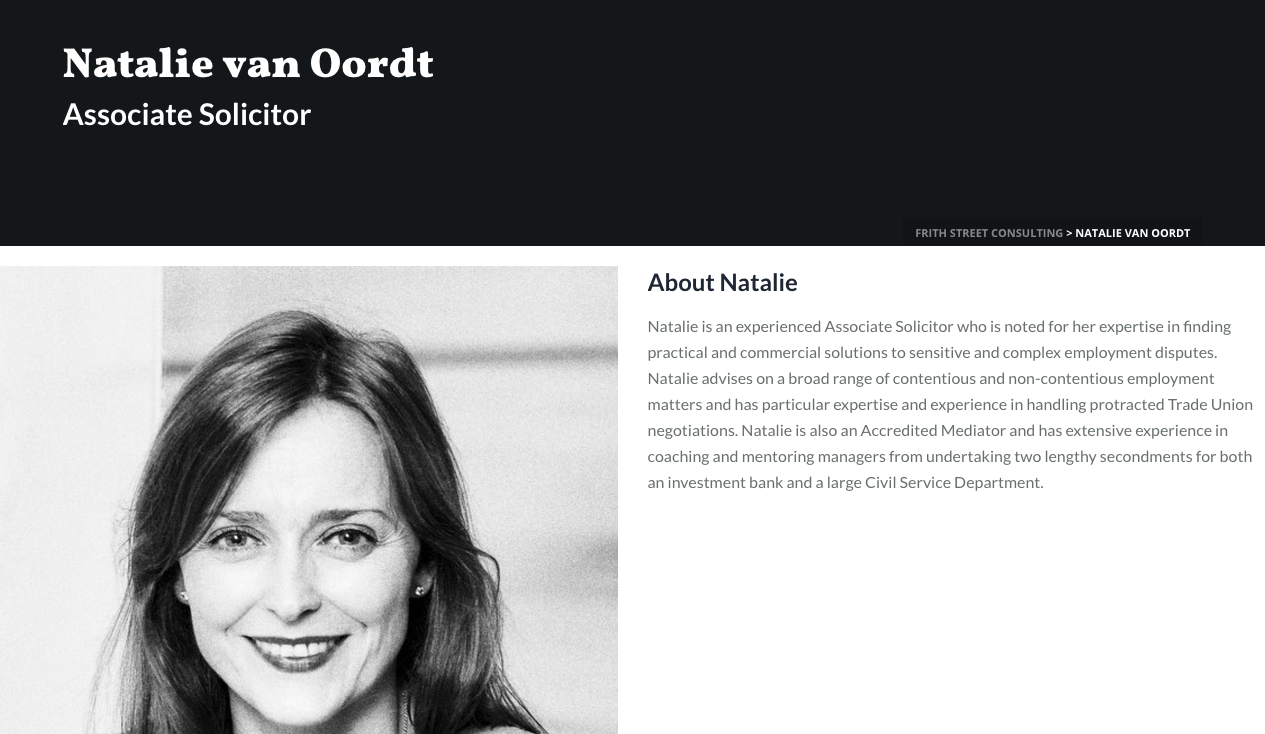 Natalie van Oordt
Associate Solicitor
FRITH STREET CONSULTING > NATALIE VAN OORDT
About Natalie
Natalie is an experienced Associate Solicitor who is noted for her expertise in finding
practical and commercial solutions to sensitive and complex employment disputes.
Natalie advises on a broad range of contentious and non-contentious employment
matters and has particular expertise and experience in handling protracted Trade Union
negotiations. Natalie is also an Accredited Mediator and has extensive experience in
coaching and mentoring managers from undertaking two lengthy secondments for both
an investment bank and a large Civil Service Department.